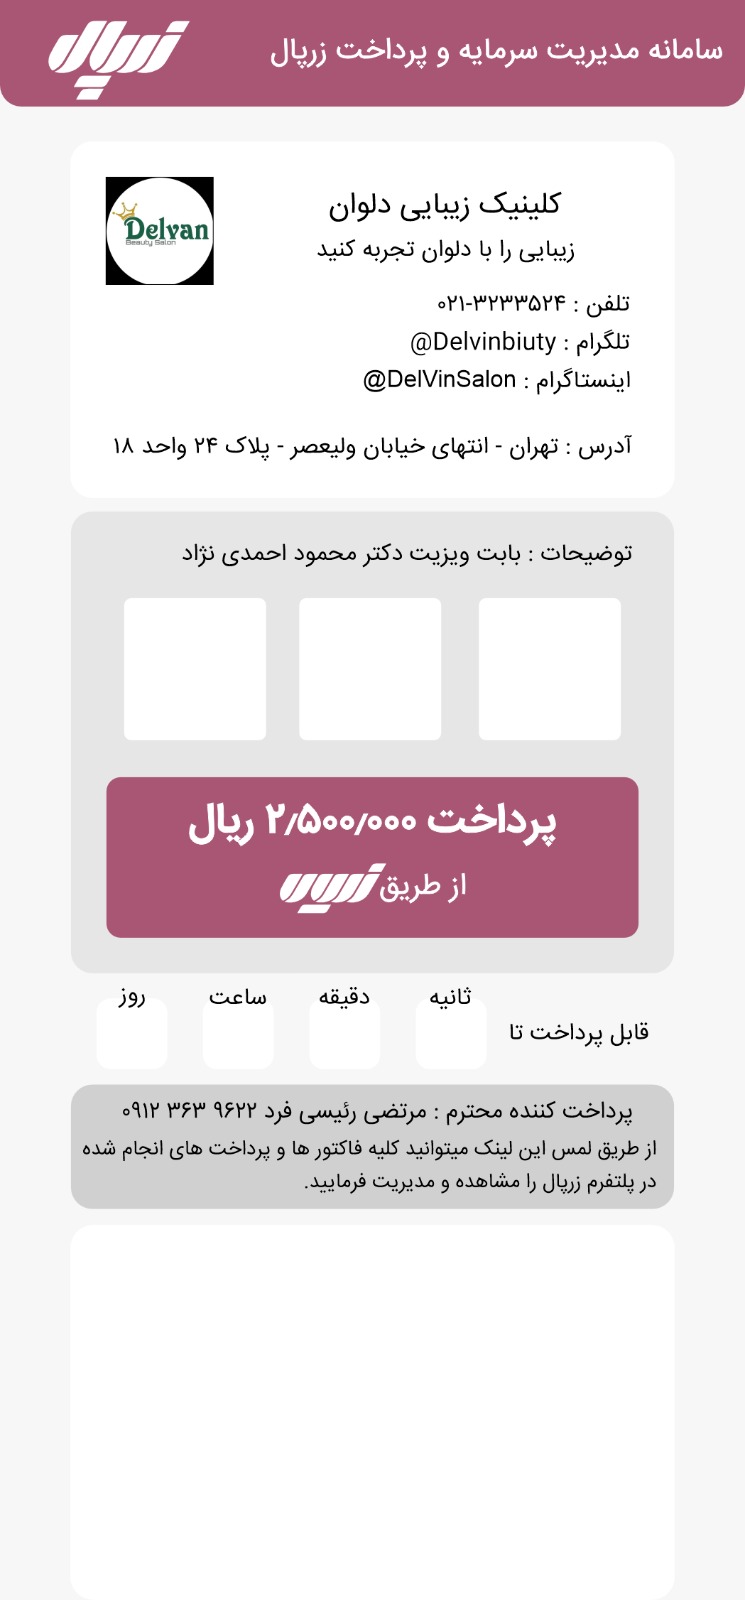 سامانه مدیریت سرمایه و پرداخت زرپال
زرپال
کلینیک زیبایی دلوان
Delvan
Beauty Salon
زیبایی را با دلوان تجربه کنید
تلفن : ۰۲۱-۳۲۳۳۵۲۴
تلگرام : @Delvinbiuty
اینستاگرام : @DelVinSalon
آدرس : تهران - انتهای خیابان ولیعصر - پلاک ۲۴ واحد ۱۸
توضیحات : بابت ویزیت دکتر محمود احمدی نژاد
پرداخت ۲/۵۰۰/۰۰۰ ریال
از طریق زرپال
ثانیه دقیقه ساعت روز
قابل پرداخت تا
پرداخت کننده محترم : مرتضی رئیسی فرد ۰۹۱۲ ۳۶۳ ۹۶۲۲
از طریق لمس این لینک میتوانید کلیه فاکتور ها و پرداخت های انجام شده
در پلتفرم زرپال را مشاهده و مدیریت فرمایید.